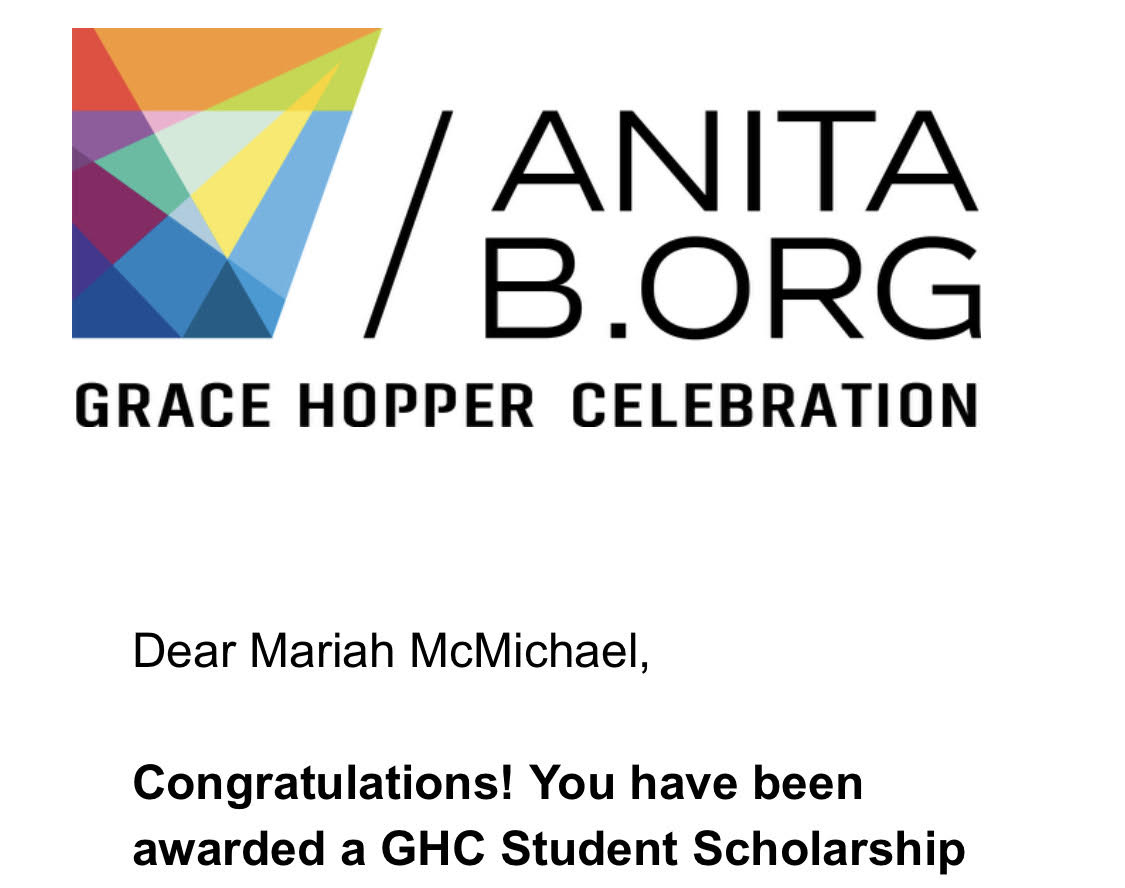 ANITA
B.ORG
GRACE HOPPER CELEBRATION
Dear Mariah McMichael,
Congratulations! You have been
awarded a GHC Student Scholarship